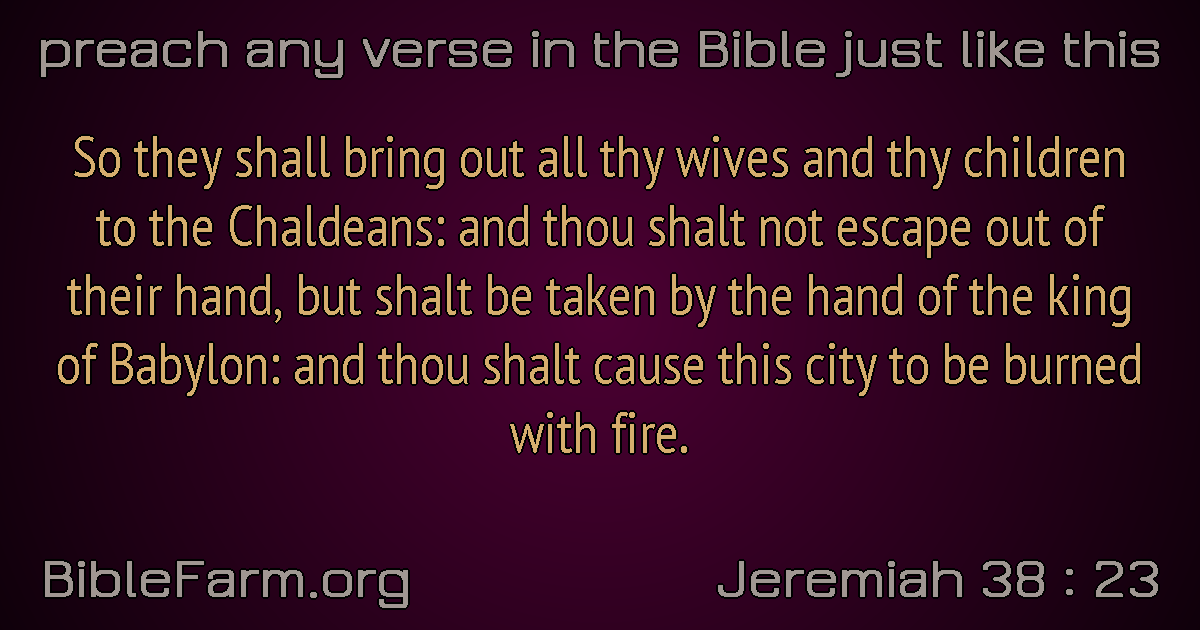 preach any verse in the Bible just like this
So they shall bring out all thy wives and thy children
to the Chaldeans: and thou shalt not escape out of
their hand, but shalt be taken by the hand of the king
of Babylon: and thou shalt cause this city to be burned
with fire.
BibleFarm.org
Jeremiah 38 : 23